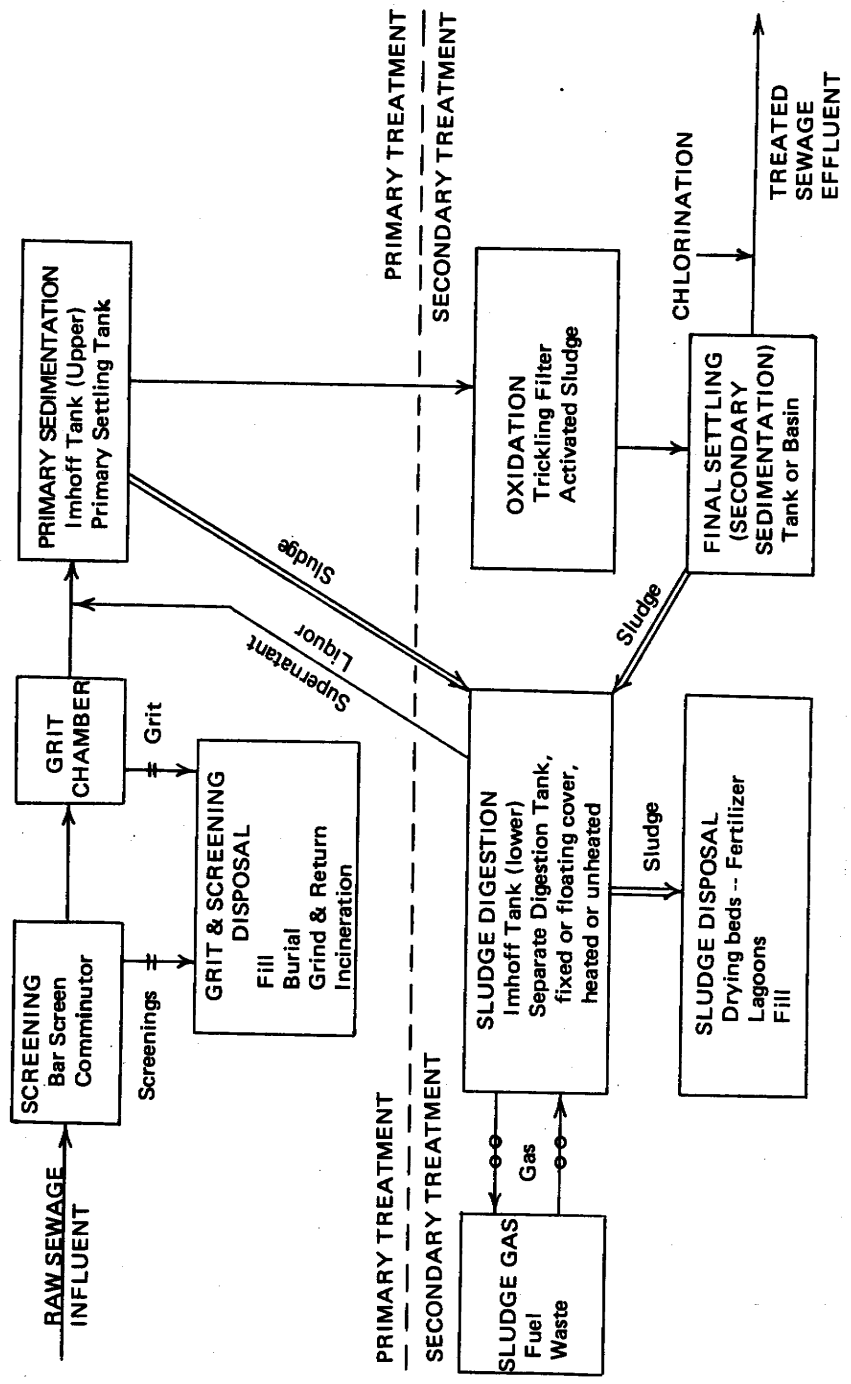 RAW SEWAGE
INFLUENT
SCREENING
Bar Screen
Comminutor
Screenings
GRIT
CHAMBER
Grit
GRIT & SCREENING
DISPOSAL
Fill
Burial
Grind & Return
Incineration
PRIMARY SEDIMENTATION
Imhoff Tank (Upper)
Primary Settling Tank
Supernatant
Liquor
Sludge
PRIMARY TREATMENT
SECONDARY TREATMENT
PRIMARY TREATMENT
SECONDARY TREATMENT
SLUDGE GAS
Fuel
Waste
Gas
SLUDGE DIGESTION
Imhoff Tank (lower)
Separate Digestion Tank,
fixed or floating cover,
heated or unheated
Sludge
SLUDGE DISPOSAL
Drying beds -- Fertilizer
Lagoons
Fill
OXIDATION
Trickling Filter
Activated Sludge
Sludge
FINAL SETTLING
(SECONDARY
SEDIMENTATION)
Tank or Basin
CHLORINATION
TREATED
SEWAGE
EFFLUENT